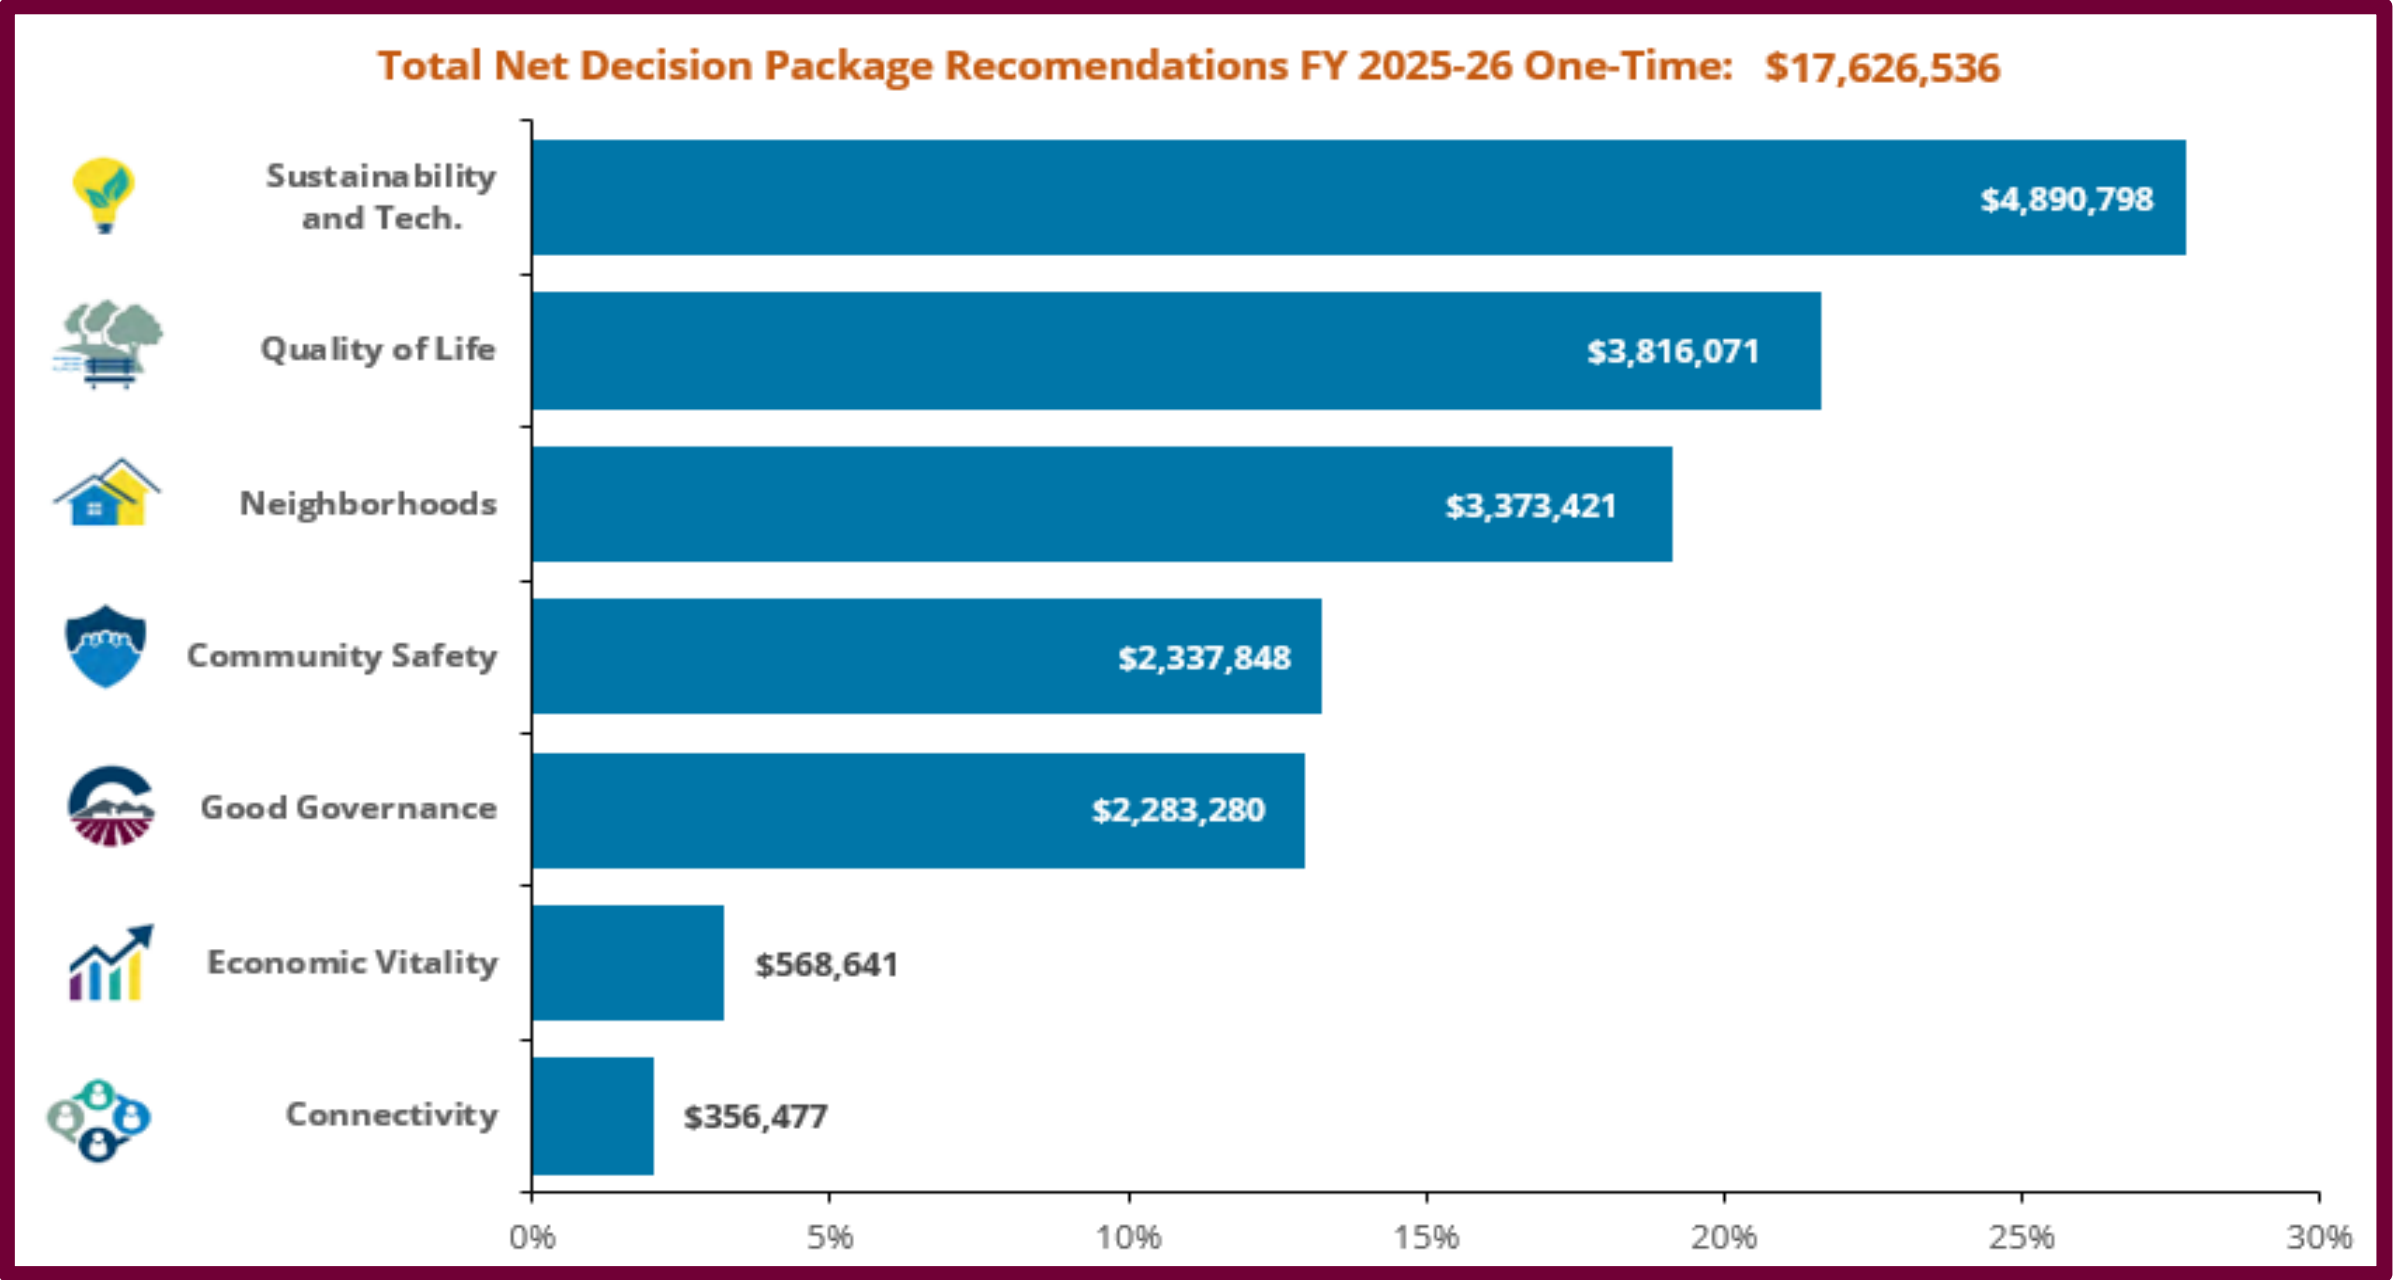 Total Net Decision Package Recomendations FY 2025-26 One-Time: $17,626,536
Sustainability
and Tech.
$4,890,798
Quality of Life
$3,816,071
Neighborhoods
$3,373,421
Community Safety
$2,337,848
Good Governance
$2,283,280
Economic Vitality
$568,641
Connectivity
$356,477
0% 5% 10% 15% 20% 25% 30%